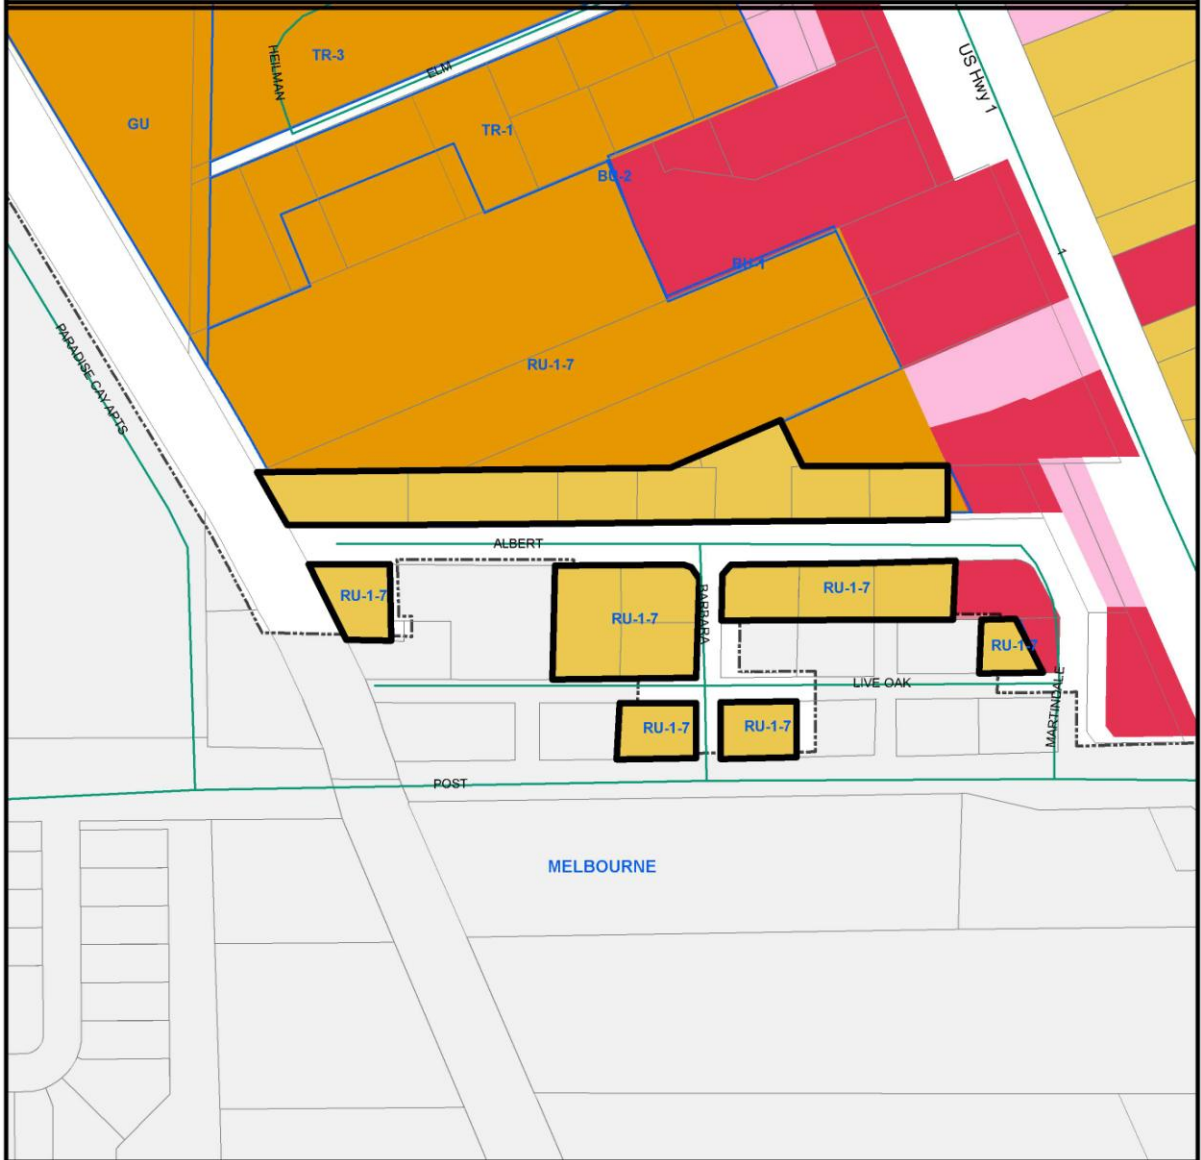 TR-3
HEILMAN
ELM
US Hwy 1
GU
TR-1
BU-2
1
BU-1
PARADISE CAY APTS
RU-1-7
ALBERT
RU-1-7
RU-1-7
BARBARA
RU-1-7
RU-1-7
LIVE OAK
MARTINDALE
RU-1-7
RU-1-7
POST
MELBOURNE